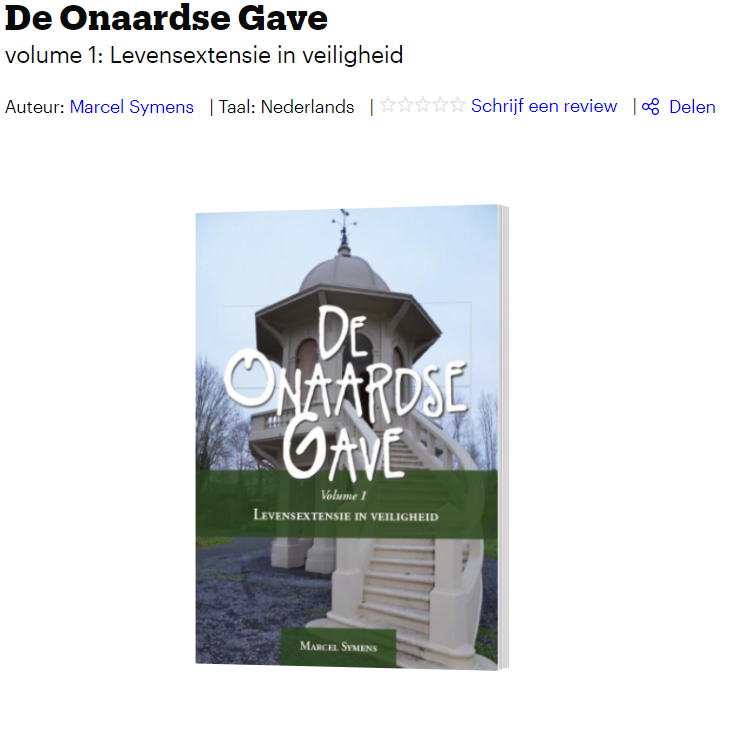 De Onaardse Gave
volume 1: Levensextensie in veiligheid
Auteur: Marcel Symens | Taal: Nederlands | Schrijf een review | Delen
De
Onaardse
Gave
Volume 1
Levensextensie in veiligheid
Marcel Symens